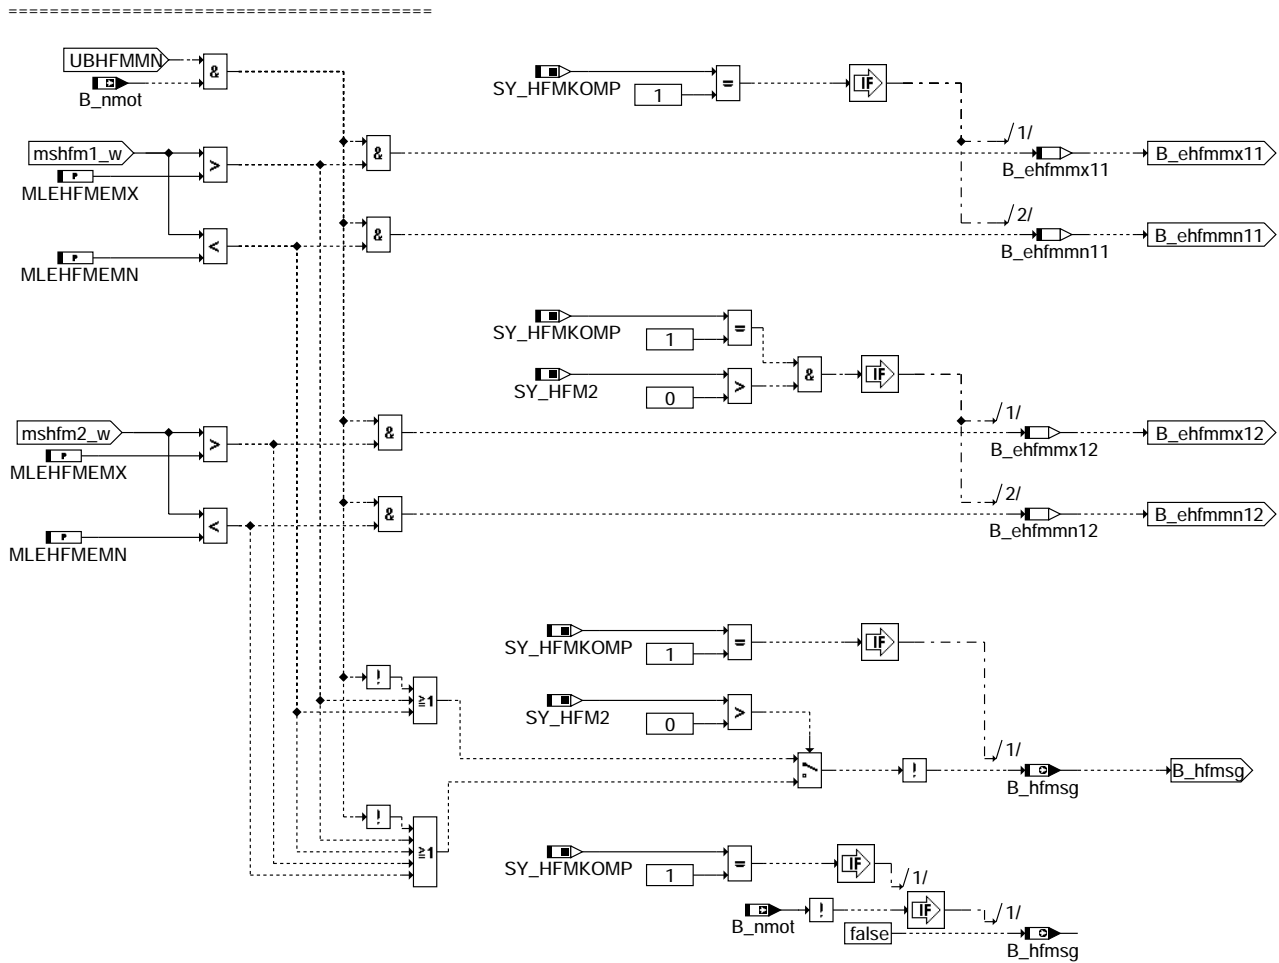 =====================================
UBHFMMN
&
B_nmot
SY_HFMKOMP
1
=
IF
/1/
mshfm1_w
>
&
MLEHFMEMX
P
B_ehfmmx11
B_ehfmmx11
/2/
<
&
MLEHFMEMN
P
B_ehfmmn11
B_ehfmmn11
SY_HFMKOMP
1
=
SY_HFM2
0
>
&
IF
/1/
mshfm2_w
>
&
MLEHFMEMX
P
B_ehfmmx12
B_ehfmmx12
/2/
<
&
MLEHFMEMN
P
B_ehfmmn12
B_ehfmmn12
SY_HFMKOMP
1
=
IF
!
≥1
SY_HFM2
0
>
/1/
!
B_hfmsg
B_hfmsg
!
≥1
SY_HFMKOMP
1
=
IF
/1/
B_nmot
!
IF
/1/
false
B_hfmsg